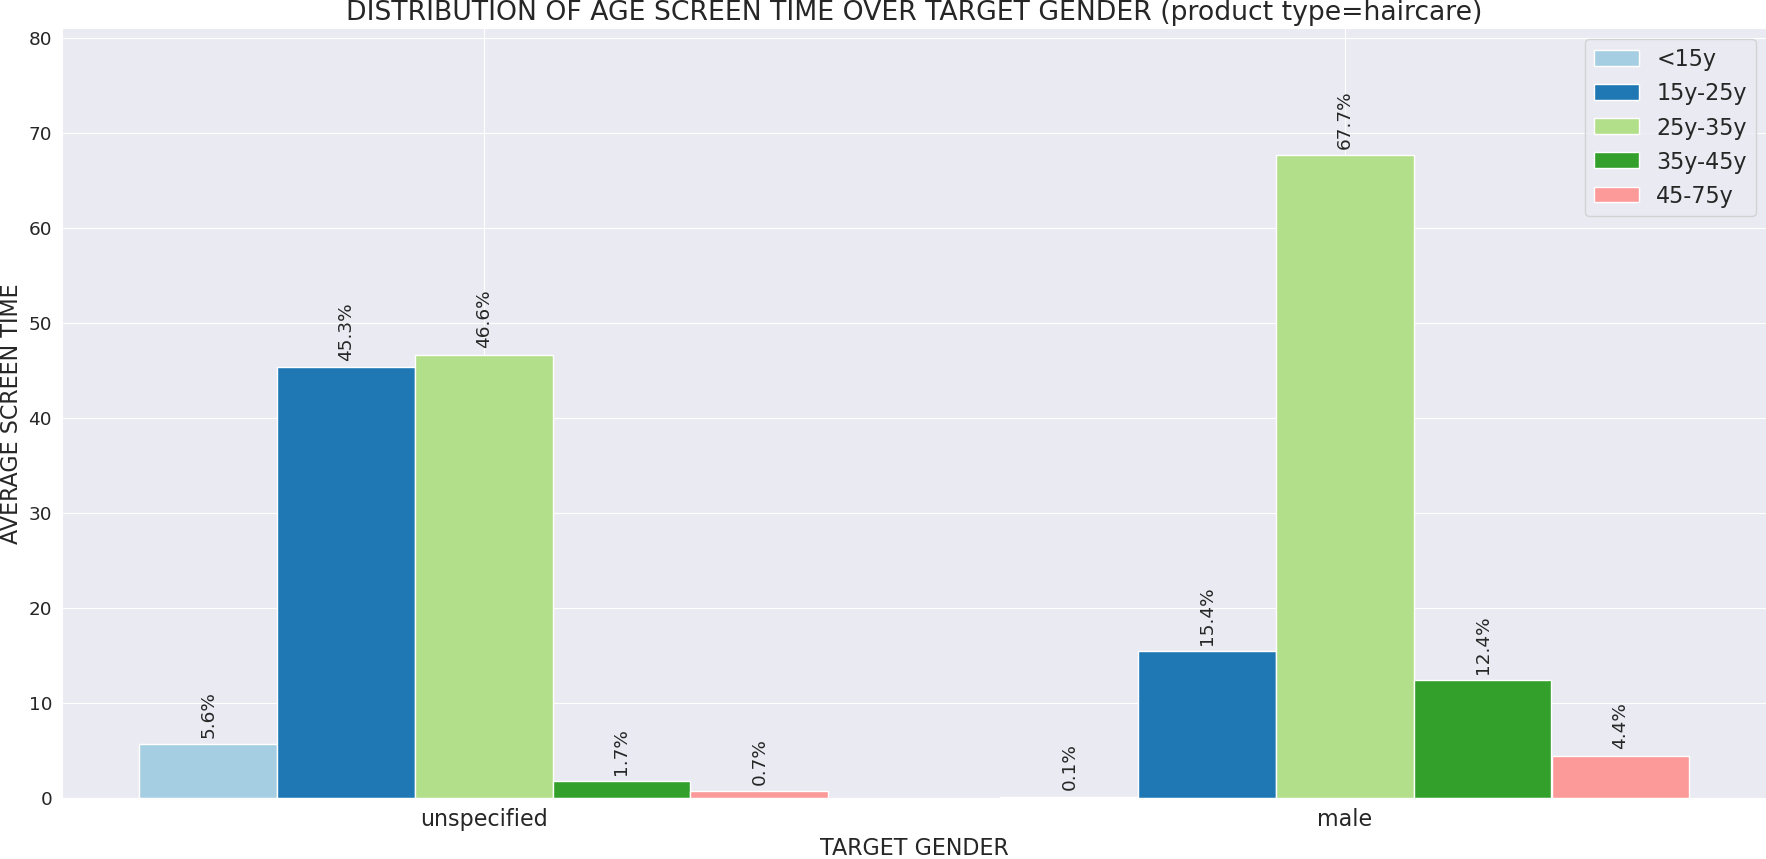 DISTRIBUTION OF AGE SCREEN TIME OVER TARGET GENDER (product type=haircare)
AVERAGE SCREEN TIME
80
70
60
50
40
30
20
10
0
<15y
15y-25y
25y-35y
35y-45y
45-75y
5.6%
45.3%
46.6%
1.7%
0.7%
0.1%
15.4%
67.7%
12.4%
4.4%
unspecified
male
TARGET GENDER